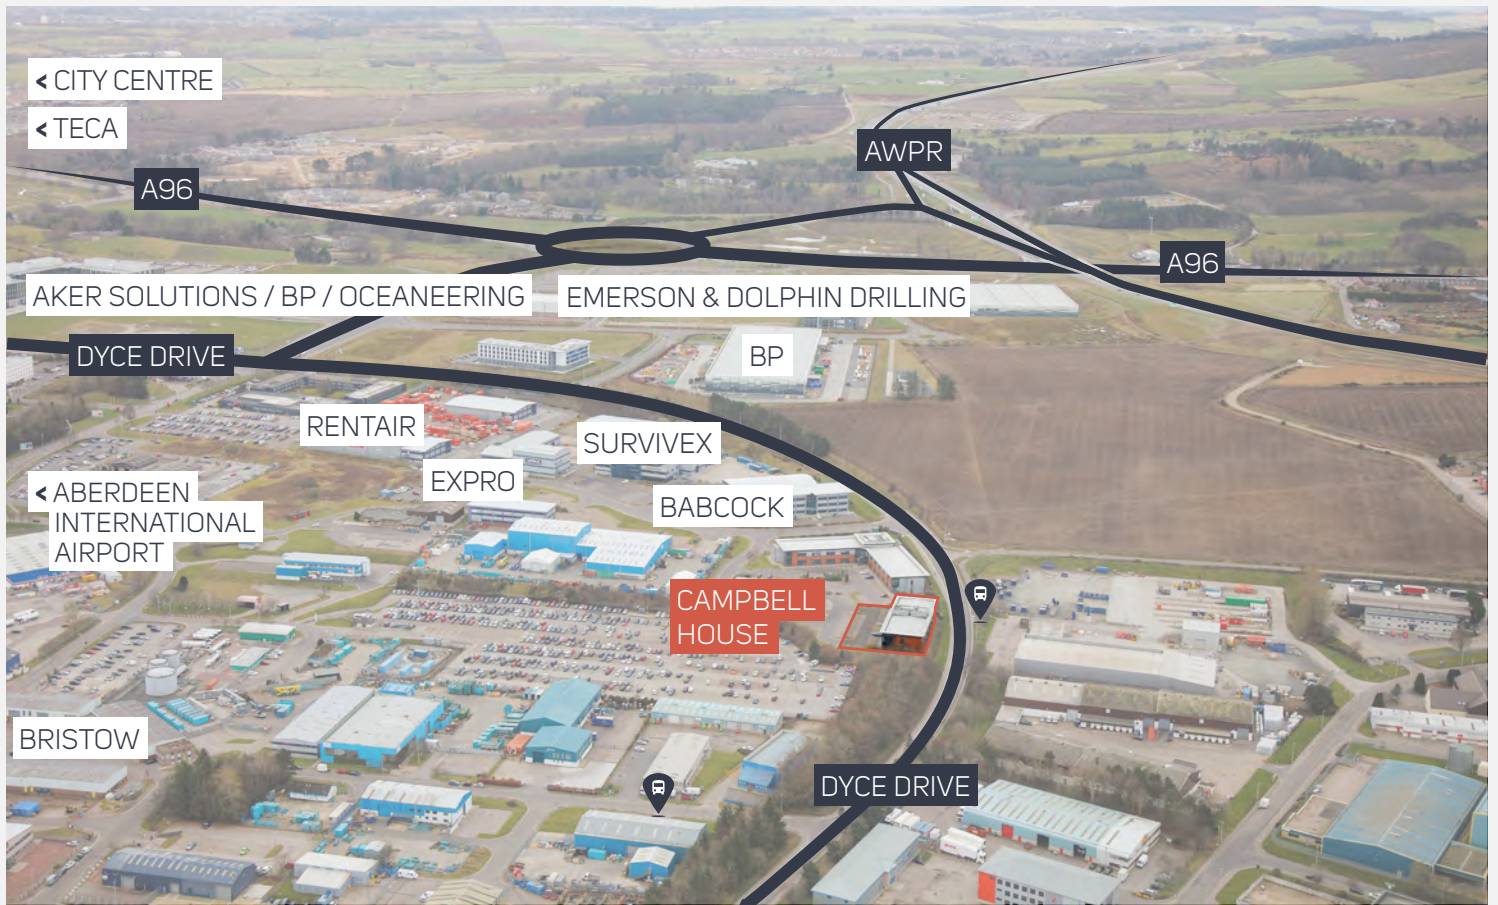 < CITY CENTRE
< TECA
AWPR
A96
A96
AKER SOLUTIONS / BP / OCEANEERING
EMERSON & DOLPHIN DRILLING
DYCE DRIVE
BP
RENTAIR
SURVIVEX
EXPRO
BABCOCK
< ABERDEEN
INTERNATIONAL
AIRPORT
CAMPBELL
HOUSE
BRISTOW
DYCE DRIVE